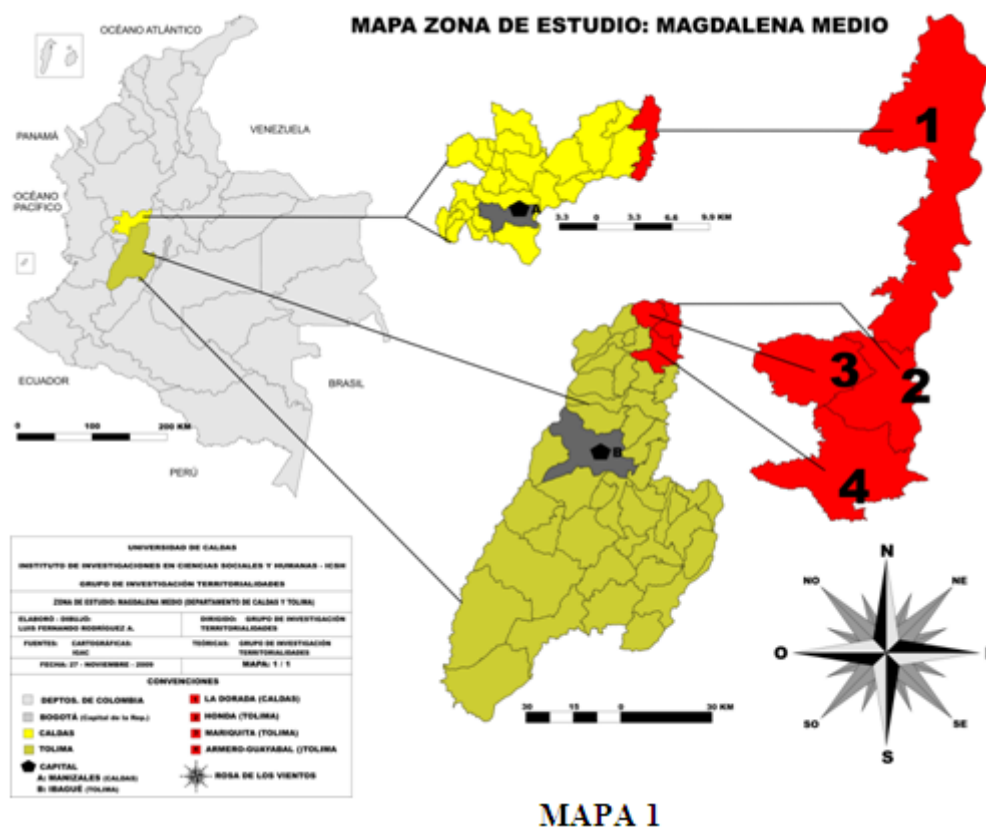 MAPA ZONA DE ESTUDIO: MAGDALENA MEDIO
OCÉANO ATLÁNTICO
PANAMÁ
VENEZUELA
OCÉANO
PACÍFICO
ECUADOR
BRASIL
PERÚ
0 100 200 KM
A
3.3 0 3.3 6.6 9.9 KM
B
30 15 0 30 KM
1
2
3
4
N
NO NE
O
SO SE
S
UNIVERSIDAD DE CALDAS
INSTITUTO DE INVESTIGACIONES EN CIENCIAS SOCIALES Y HUMANAS - ICSH
GRUPO DE INVESTIGACIÓN TERRITORIALIDADES
ZONA DE ESTUDIO: MAGDALENA MEDIO (DEPARTAMENTO DE CALDAS Y TOLIMA)
ELABORÓ - DIBUJO:
LUIS FERNANDO RODRÍGUEZ A.
DIRIGIDO: GRUPO DE INVESTIGACIÓN
TERRITORIALIDADES
FUENTES: CARTOGRÁFICAS:
IGAC
TEÓRICAS: GRUPO DE INVESTIGACIÓN
TERRITORIALIDADES
FECHA: 27 - NOVIEMBRE - 2009
MAPA: 1 / 1
CONVENCIONES
DEPTOS. DE COLOMBIA
BOGOTÁ (Capital de la Rep.)
CALDAS
TOLIMA
CAPITAL
A: MANIZALES (CALDAS)
B: IBAGUÉ (TOLIMA)
LA DORADA (CALDAS)
HONDA (TOLIMA)
MARIQUITA (TOLIMA)
ARMERO-GUAYABAL ()TOLIMA
ROSA DE LOS VIENTOS
MAPA 1